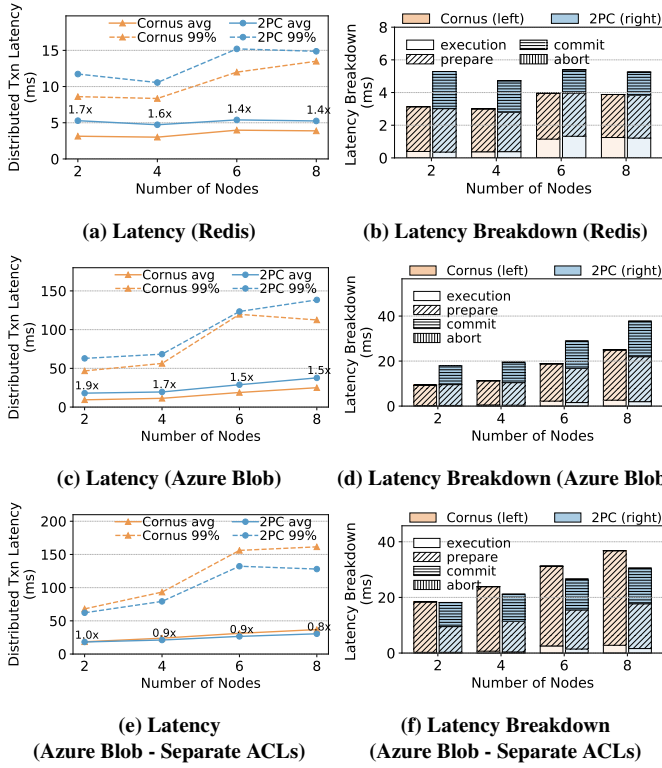 Distributed Txn Latency
(ms)
Cornus avg
Cornus 99%
2PC avg
2PC 99%
15
10
5
0
1.7x
1.6x
1.4x
1.4x
2 4 6 8
Number of Nodes
(a) Latency (Redis)
Latency Breakdown
(ms)
Cornus (left)
2PC (right)
execution
prepare
commit
abort
8
6
4
2
0
2 4 6 8
Number of Nodes
(b) Latency Breakdown (Redis)
Distributed Txn Latency
(ms)
Cornus avg
Cornus 99%
2PC avg
2PC 99%
150
100
50
0
1.9x
1.7x
1.5x
1.5x
2 4 6 8
Number of Nodes
(c) Latency (Azure Blob)
Latency Breakdown
(ms)
Cornus (left)
2PC (right)
execution
prepare
commit
abort
40
20
0
2 4 6 8
Number of Nodes
(d) Latency Breakdown (Azure Blob
Distributed Txn Latency
(ms)
Cornus avg
Cornus 99%
2PC avg
2PC 99%
200
150
100
50
0
1.0x
0.9x
0.9x
0.8x
2 4 6 8
Number of Nodes
(e) Latency
(Azure Blob - Separate ACLs)
Latency Breakdown
(ms)
Cornus (left)
2PC (right)
execution
prepare
commit
abort
40
20
0
2 4 6 8
Number of Nodes
(f) Latency Breakdown
(Azure Blob - Separate ACLs)